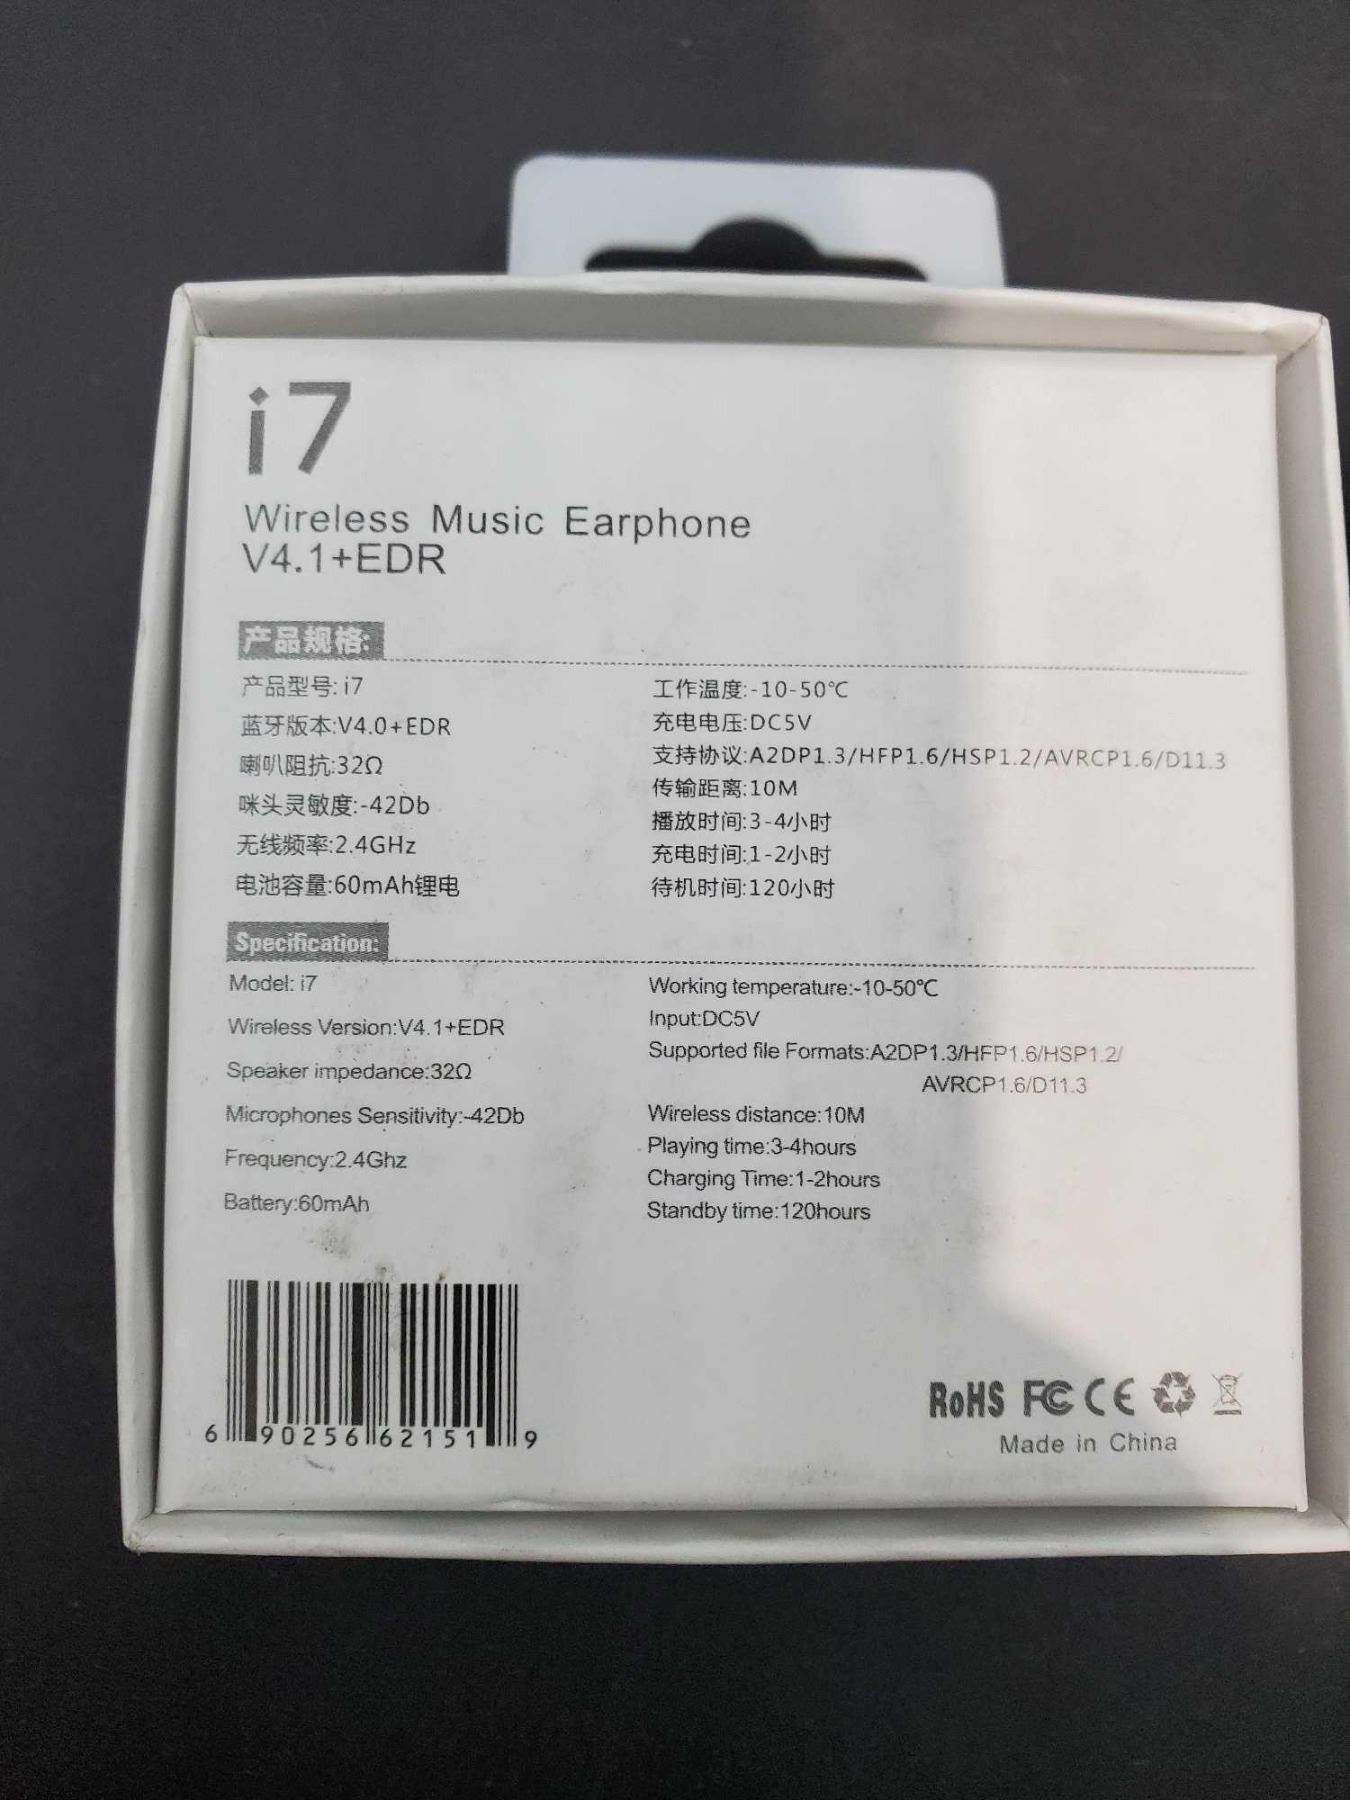 i7
Wireless Music Earphone
V4.1+EDR
产品规格:
产品型号: i7
蓝牙版本:V4.0+EDR
喇叭阻抗:32Ω
咪头灵敏度:-42Db
无线频率:2.4GHz
电池容量:60mAh锂电
工作温度:-10-50℃
充电电压:DC5V
支持协议:A2DP1.3/HFP1.6/HSP1.2/AVRCP1.6/D11.3
传输距离:10M
播放时间:3-4小时
充电时间:1-2小时
待机时间:120小时
Specification:
Model: i7
Wireless Version:V4.1+EDR
Speaker impedance:32Ω
Microphones Sensitivity:-42Db
Frequency:2.4Ghz
Battery:60mAh
Working temperature:-10-50℃
Input:DC5V
Supported file Formats:A2DP1.3/HFP1.6/HSP1.2/
AVRCP1.6/D11.3
Wireless distance:10M
Playing time:3-4hours
Charging Time:1-2hours
Standby time:120hours
6 90256 62151 9
RoHS FC CE
Made in China